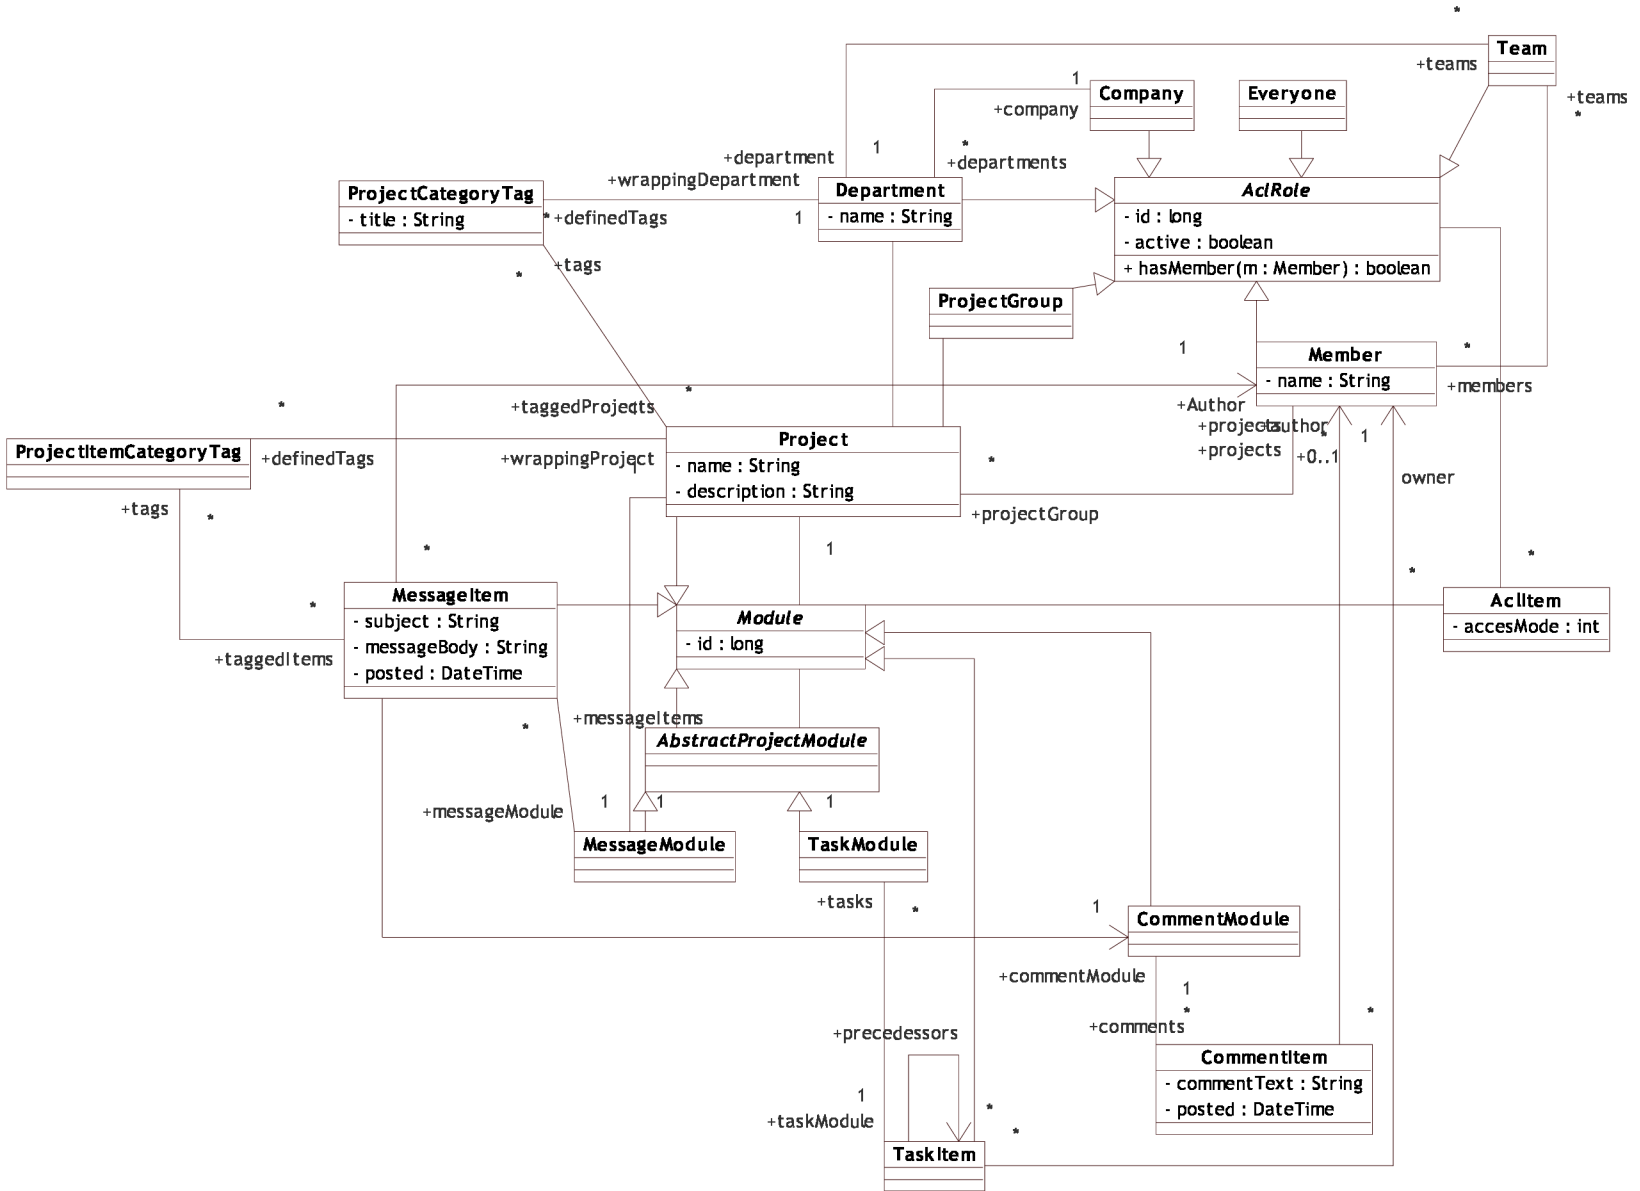 *
Team
+teams
1
Company
Everyone
+teams
+company
*
1
*
+department
+departments
+wrappingDepartment
ProjectCategoryTag
Department
AclRole
- title : String
*
+definedTags
1
- name : String
- id : long
- active : boolean
+tags
*
+ hasMember(m : Member) : boolean
ProjectGroup
1
Member
*
- name : String
+members
*
*
+taggedProjects
+Author
+projects
+author
*
1
ProjectItemCategoryTag
+definedTags
+wrappingProject
Project
- name : String
- description : String
*
+projects
+0..1
owner
+tags
*
+projectGroup
*
1
*
*
MessageItem
- subject : String
- messageBody : String
- posted : DateTime
*
Module
- id : long
AclItem
- accesMode : int
+taggedItems
*
+messageItems
AbstractProjectModule
+messageModule
1
1
1
MessageModule
TaskModule
+tasks
*
1
CommentModule
+commentModule
1
*
*
+comments
+precedessors
CommentItem
- commentText : String
- posted : DateTime
1
+taskModule
*
*
TaskItem